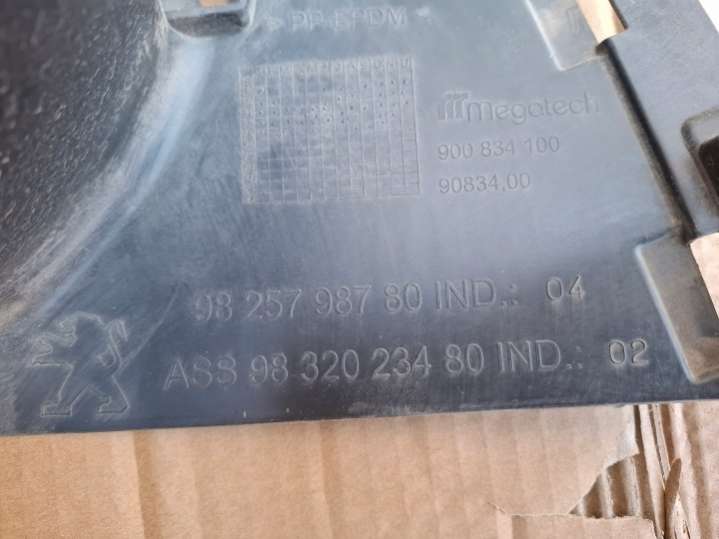 >PP-EPDM
megatech
900 834 100
90834,00
98 257 987 80 IND.: 04
ASS 98 320 234 80 IND.: 02